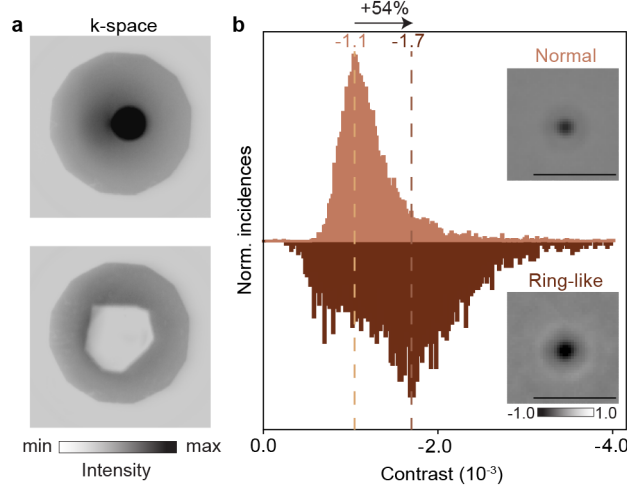 a
k-space
min
max
Intensity
b
+54%
-1.1
-1.7
Normal
Ring-like
-1.0
1.0
Norm. incidences
0.0
-2.0
-4.0
Contrast (10⁻³)